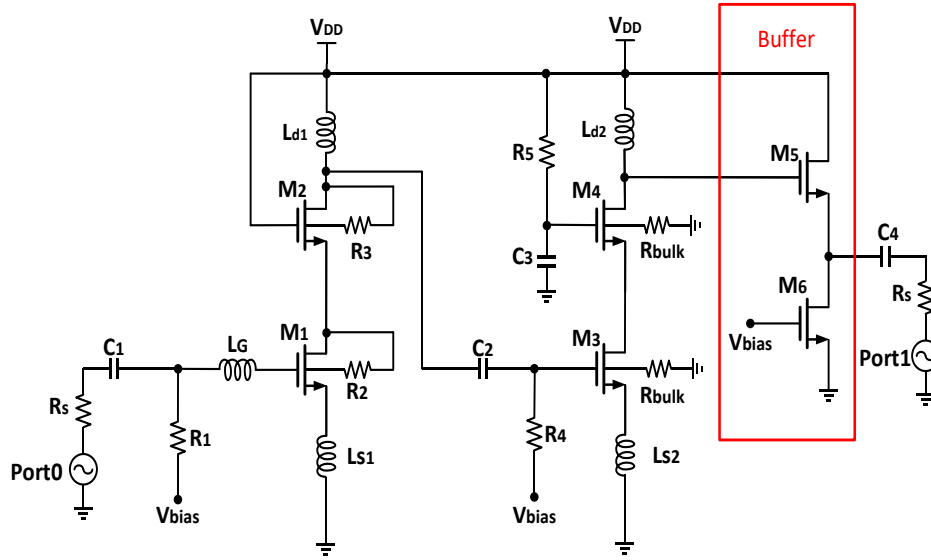 VDD
VDD
Buffer
Ld1
R5
Ld2
M5
M2
M4
R3
C3
Rbulk
C4
M6
Rs
M1
M3
C1
LG
C2
Vbias
Port1
R2
Rbulk
Rs
R1
R4
Ls1
Ls2
Port0
Vbias
Vbias